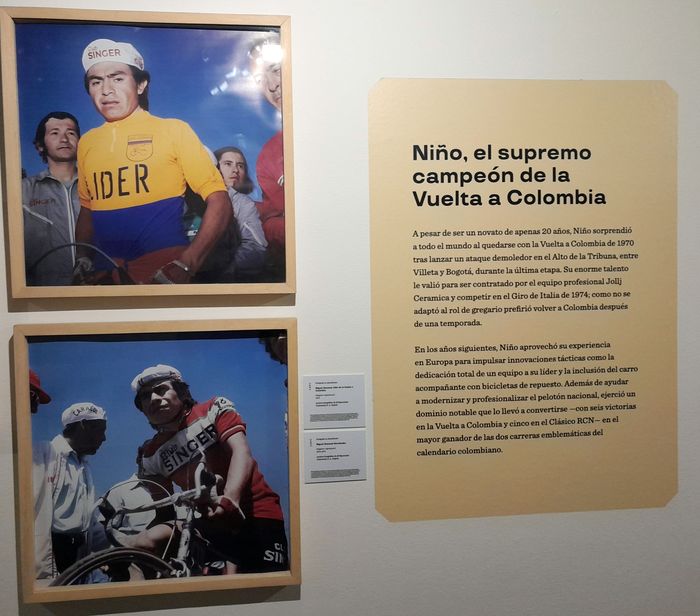 Club
SINGER
LIDER
SINGER
CL
SIN
Niño, el supremo
campeón de la
Vuelta a Colombia
A pesar de ser un novato de apenas 20 años, Niño sorprendió
a todo el mundo al quedarse con la Vuelta a Colombia de 1970
tras lanzar un ataque demoledor en el Alto de la Tribuna, entre
Villeta y Bogotá, durante la última etapa. Su enorme talento
le valió para ser contratado por el equipo profesional Jollj
Ceramica y competir en el Giro de Italia de 1974; como no se
adaptó al rol de gregario prefirió volver a Colombia después
de una temporada.
En los años siguientes, Niño aprovechó su experiencia
en Europa para impulsar innovaciones tácticas como la
dedicación total de un equipo a su líder y la inclusión del carro
acompañante con bicicletas de repuesto. Además de ayudar
a modernizar y profesionalizar el pelotón nacional, ejerció un
dominio notable que lo llevó a convertirse —con seis victorias
en la Vuelta a Colombia y cinco en el Clásico RCN— en el
mayor ganador de las dos carreras emblemáticas del
calendario colombiano.